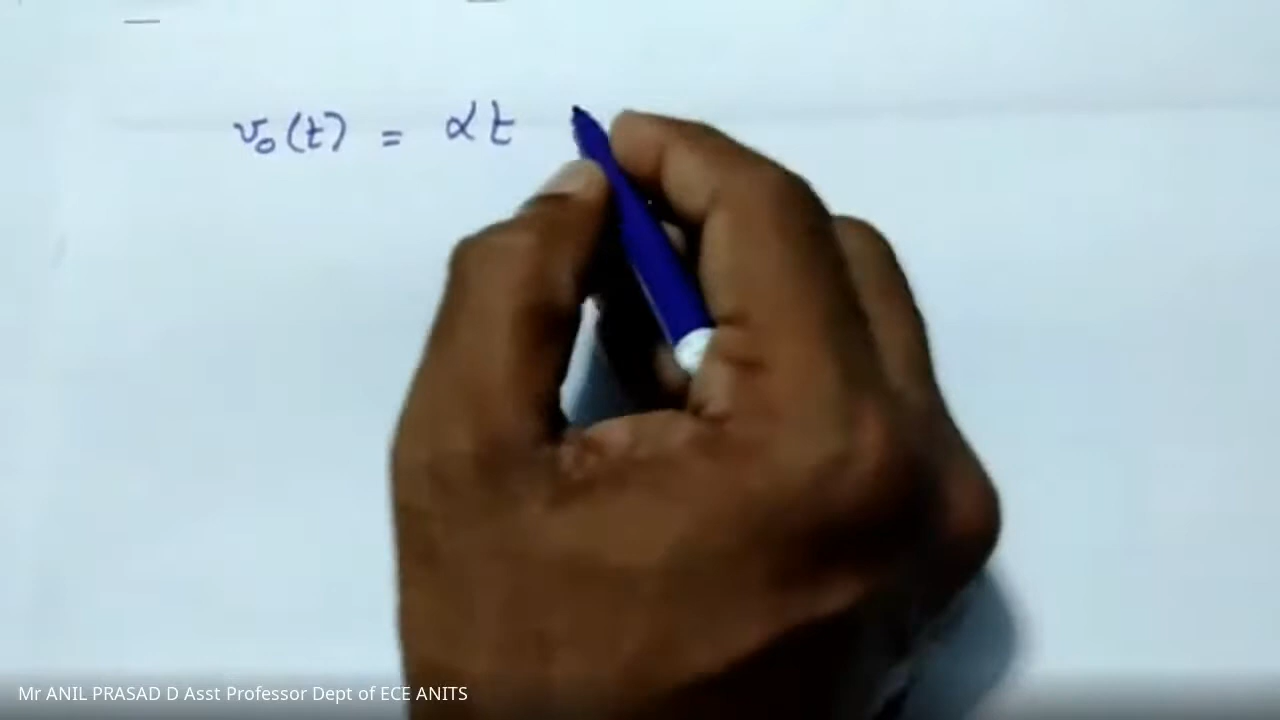 v₀(t) = αt
Mr ANIL PRASAD D Asst Professor Dept of ECE ANITS